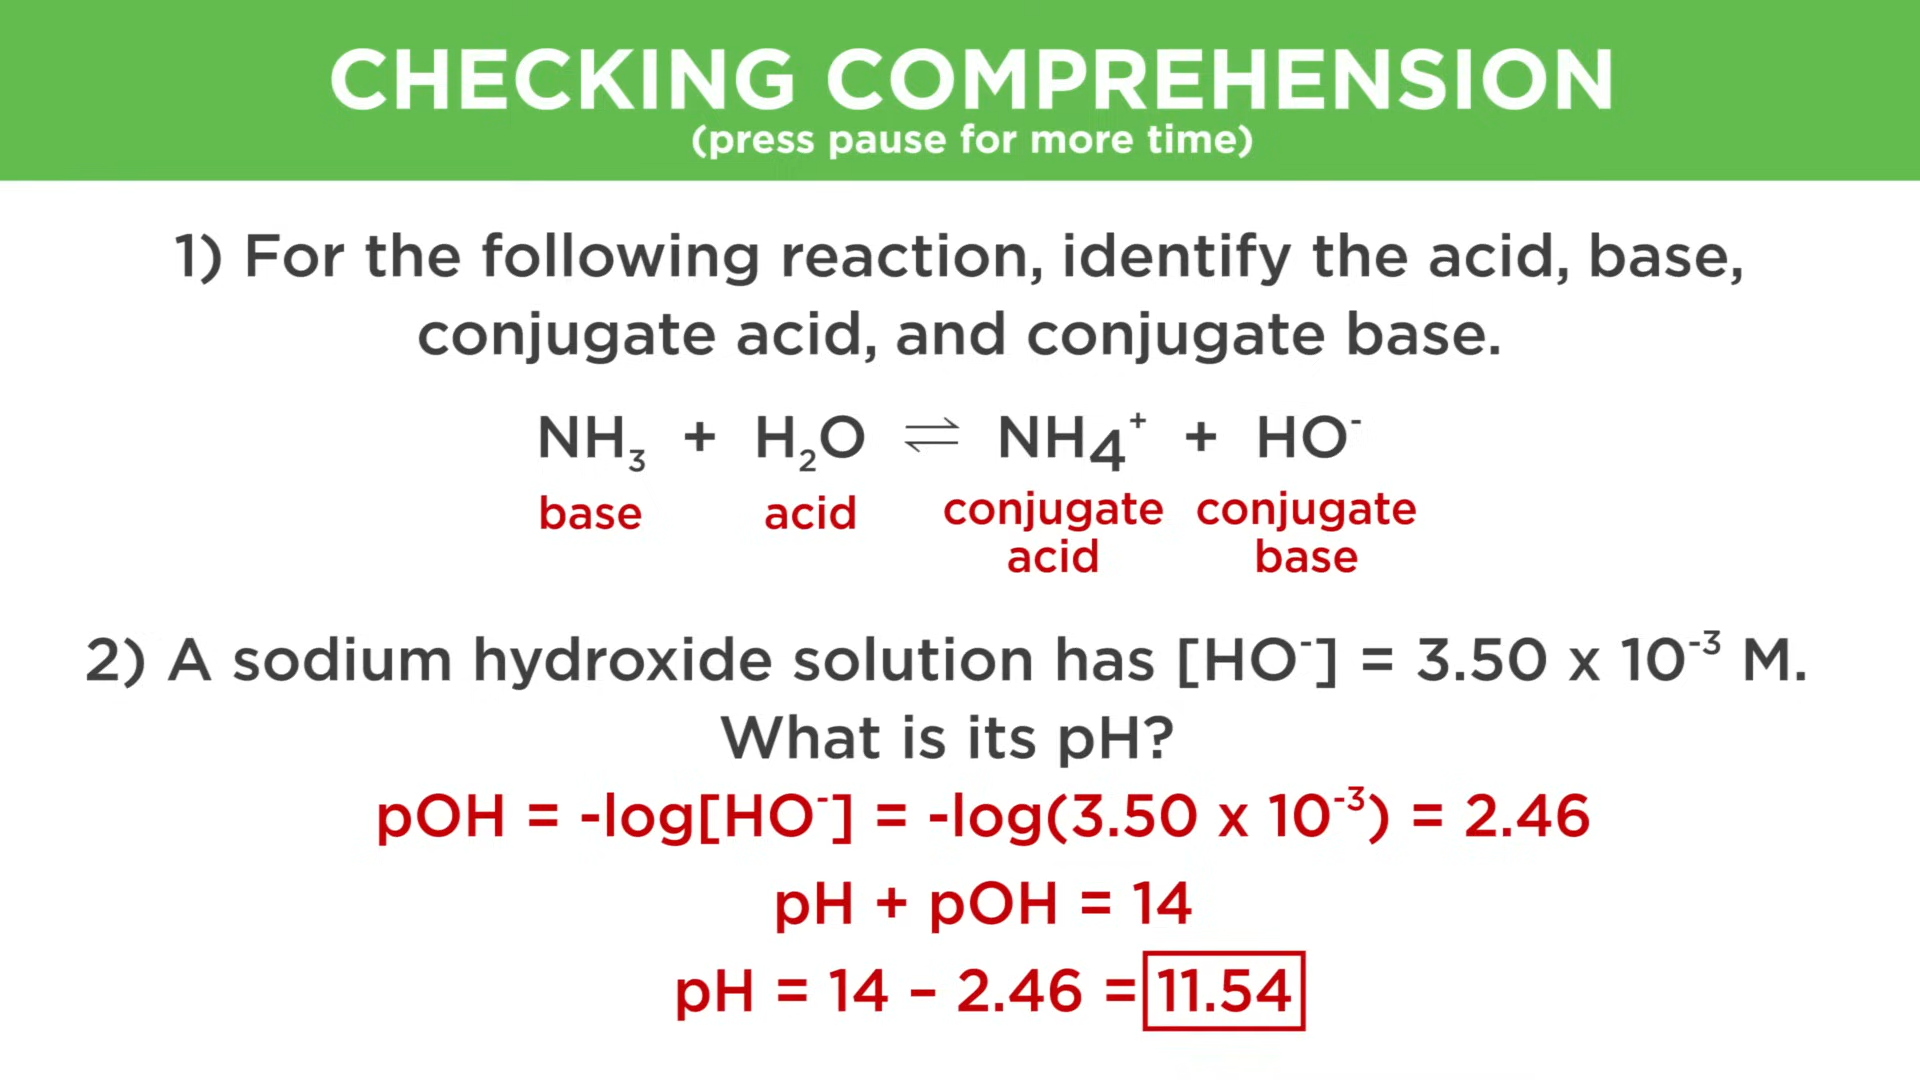 CHECKING COMPREHENSION
(press pause for more time)
1) For the following reaction, identify the acid, base,
conjugate acid, and conjugate base.
NH₃ + H₂O ⇌ NH4⁺ + HO⁻
base acid conjugate acid conjugate base
2) A sodium hydroxide solution has [HO⁻] = 3.50 x 10⁻³ M.
What is its pH?
pOH = -log[HO⁻] = -log(3.50 x 10⁻³) = 2.46
pH + pOH = 14
pH = 14 – 2.46 = 11.54